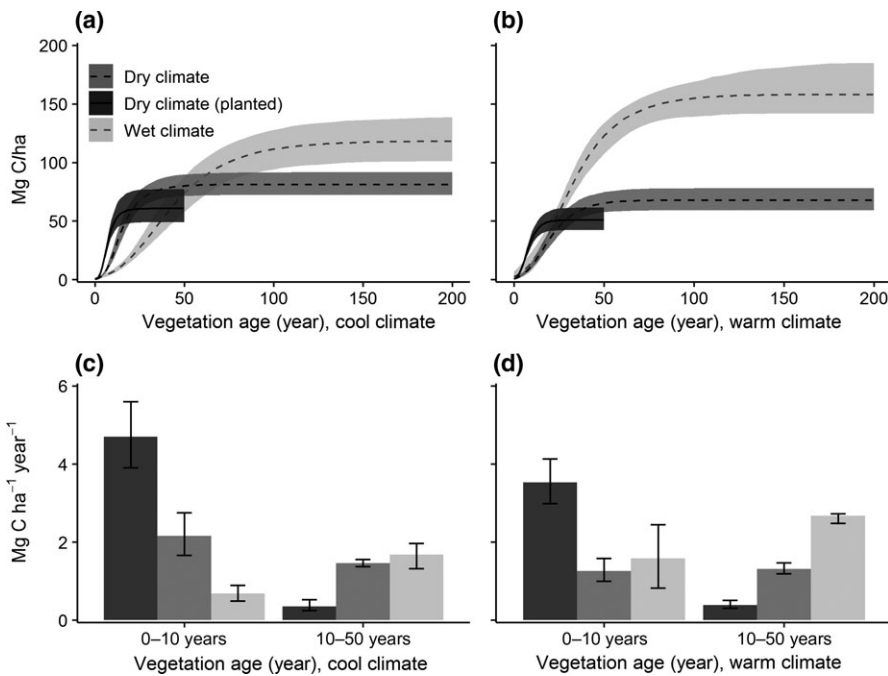 (a)
(b)
200
150
100
50
0
Mg C/ha
Dry climate
Dry climate (planted)
Wet climate
0 50 100 150 200
Vegetation age (year), cool climate
0 50 100 150 200
Vegetation age (year), warm climate
(c)
(d)
6
4
2
0
Mg C ha⁻¹ year⁻¹
0–10 years 10–50 years
Vegetation age (year), cool climate
0–10 years 10–50 years
Vegetation age (year), warm climate